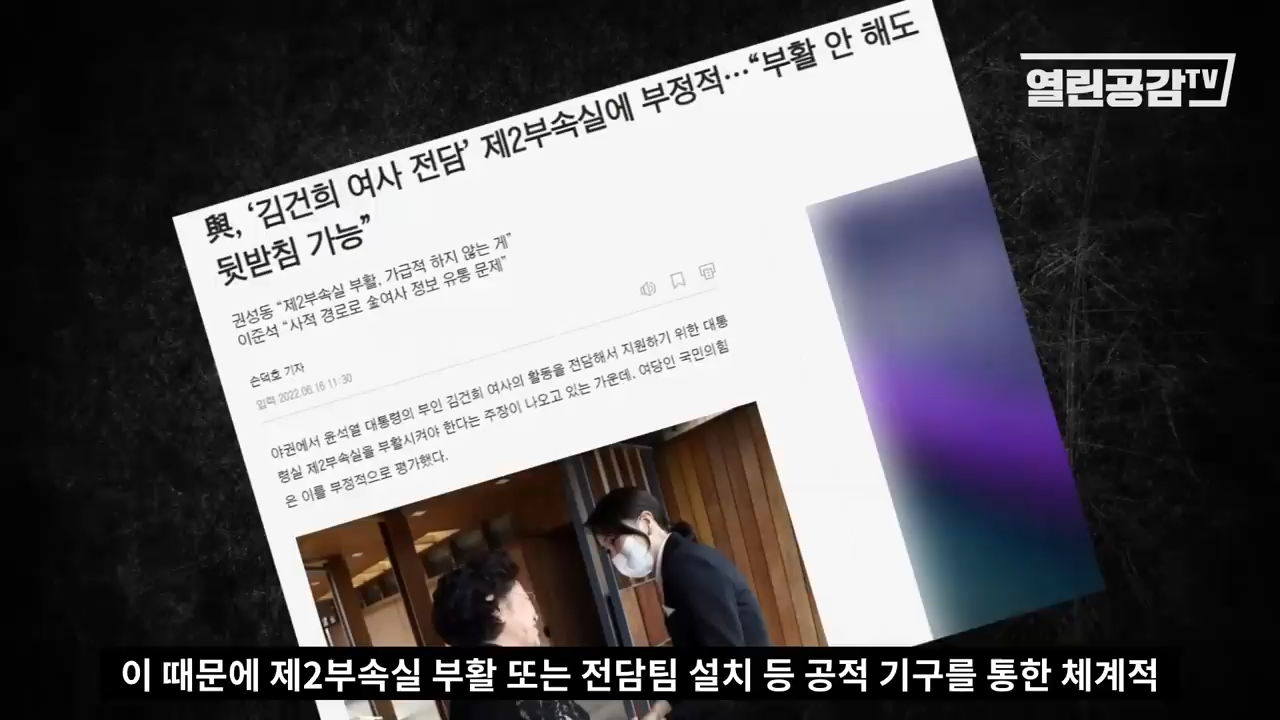 열린공감TV
與, ‘김건희 여사 전담’ 제2부속실에 부정적…“부활 안 해도
뒷받침 가능”
권성동 “제2부속실 부활, 가급적 하지 않는 게”
이준석 “사적 경로로 金여사 정보 유통 문제”
손덕호 기자
입력 2022.06.16 11:30
야권에서 윤석열 대통령의 부인 김건희 여사의 활동을 전담해서 지원하기 위한 대통
령실 제2부속실을 부활시켜야 한다는 주장이 나오고 있는 가운데, 여당인 국민의힘
은 이를 부정적으로 평가했다.
이 때문에 제2부속실 부활 또는 전담팀 설치 등 공적 기구를 통한 체계적